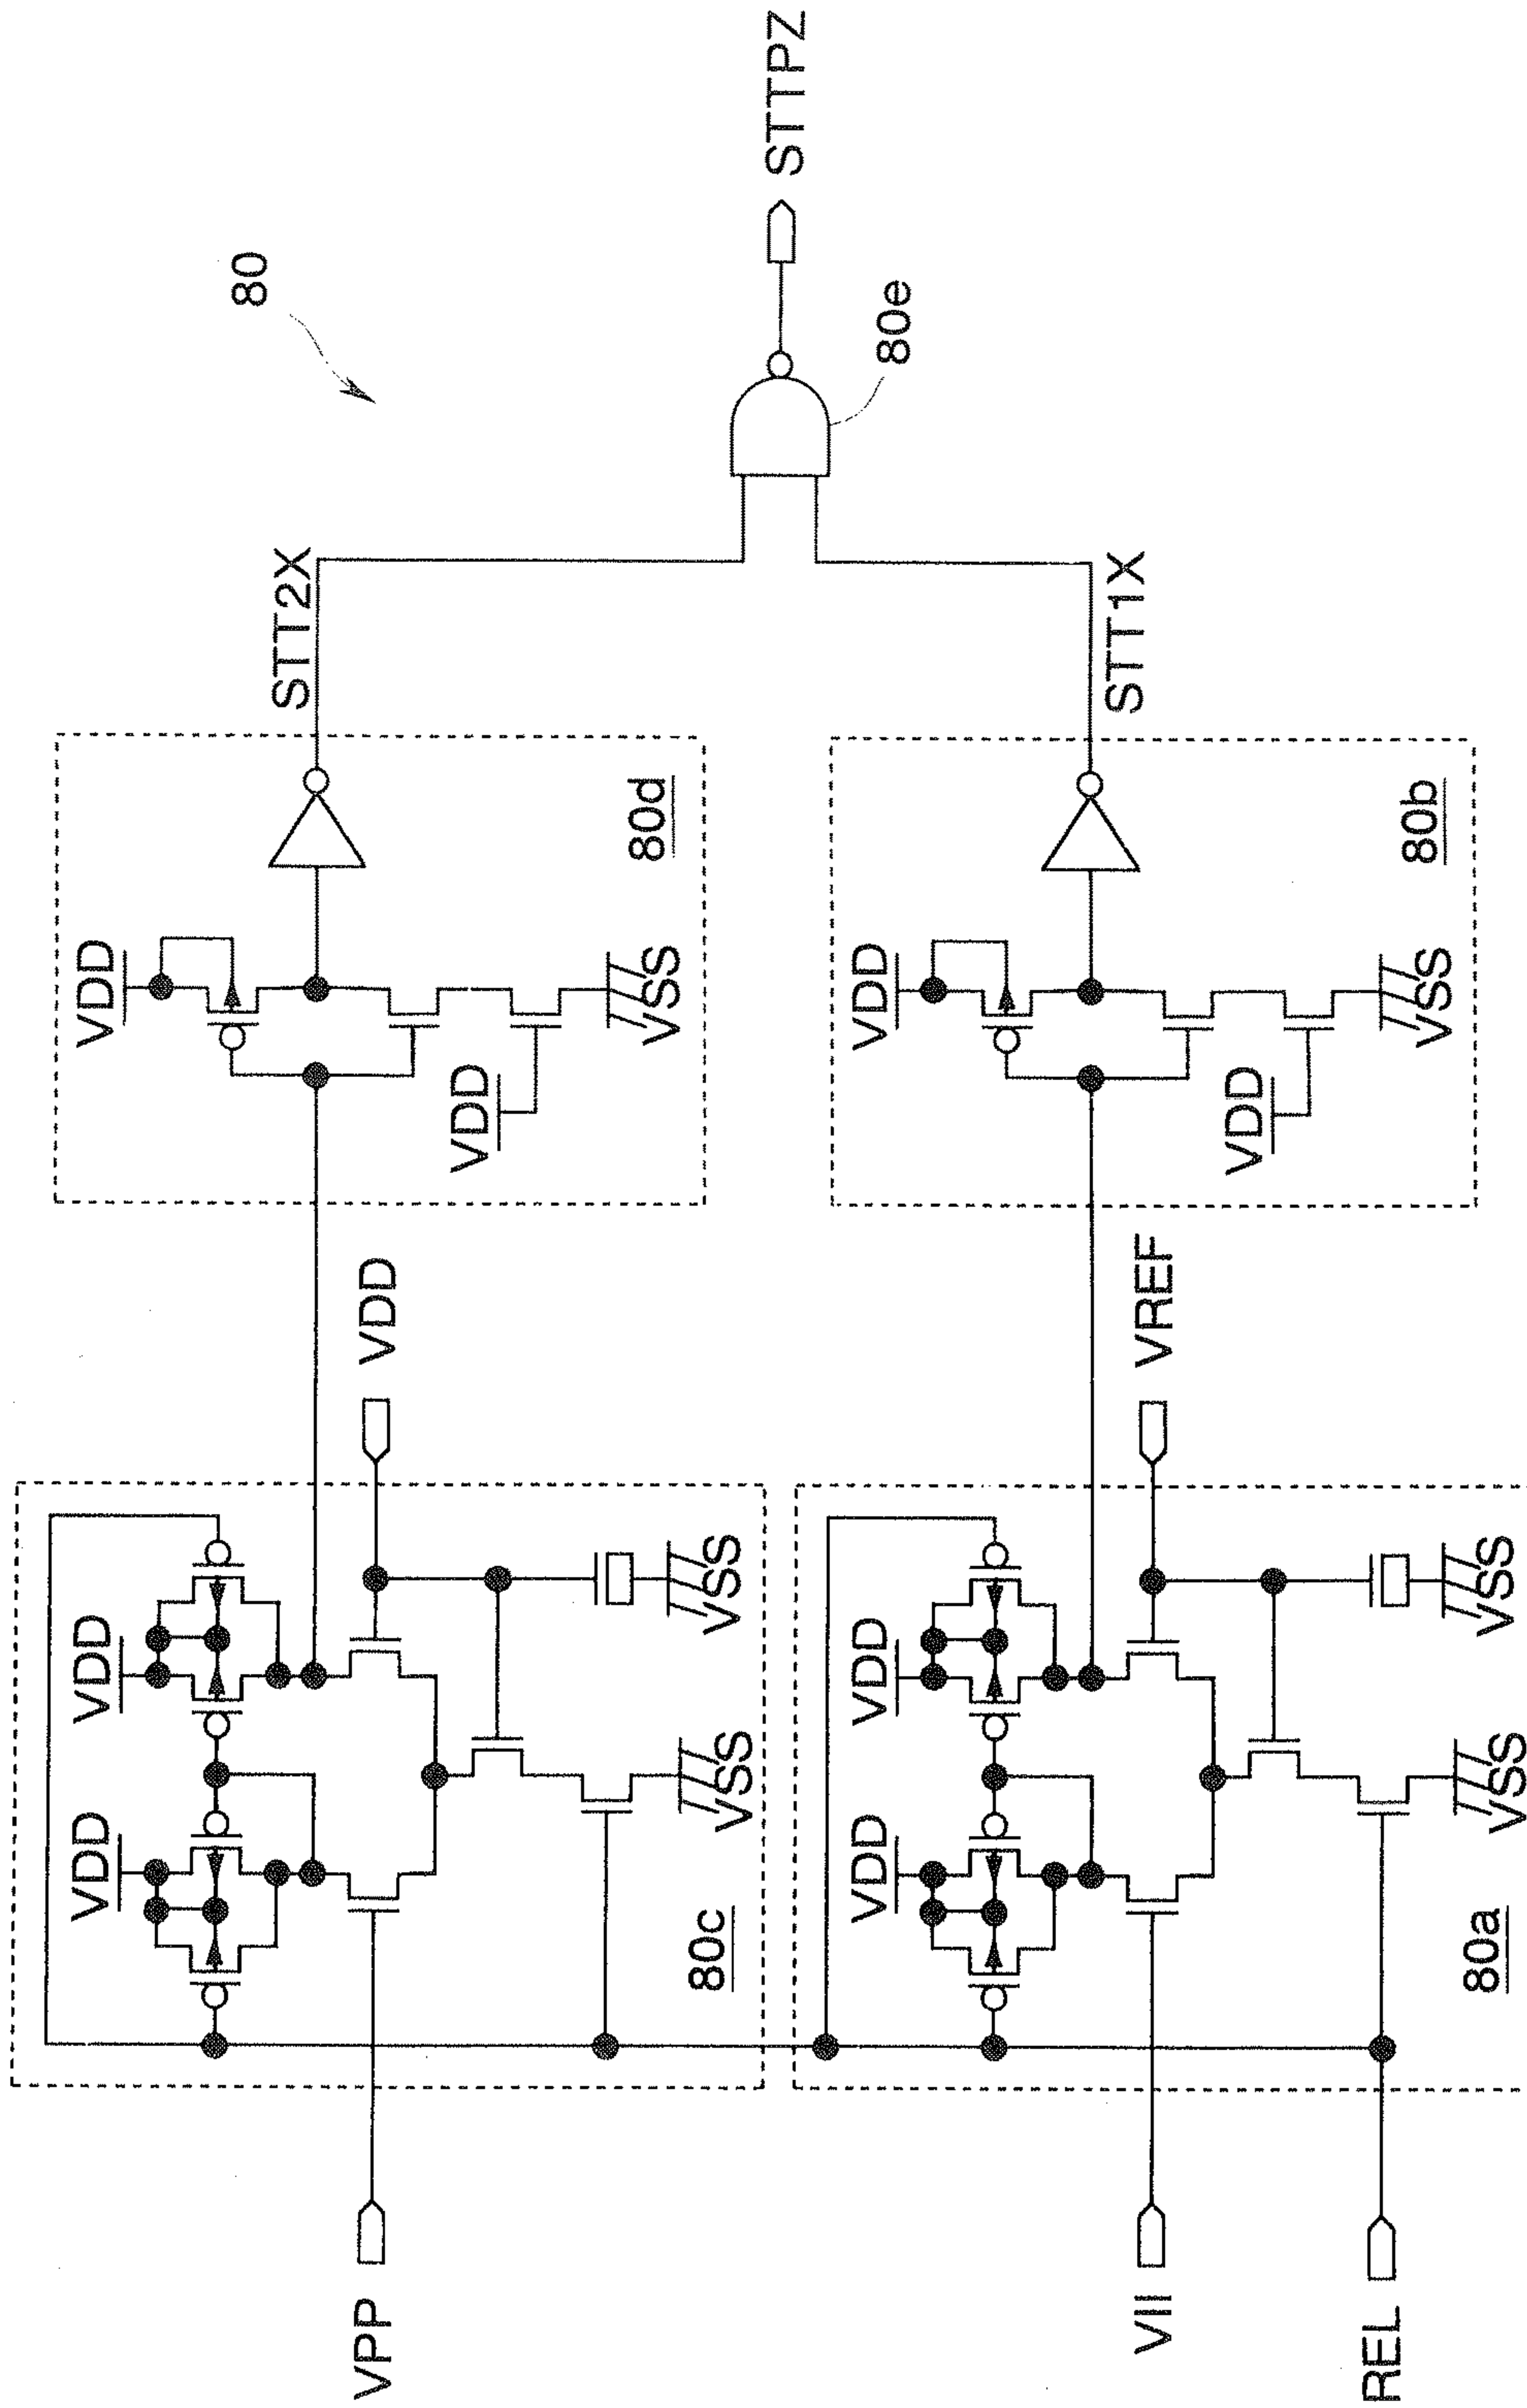 80
VPP
VDD
VDD
80c
VSS
VSS
VDD
VDD
VDD
VSS
80d
STT2X
80e
STTPZ
VII
REL
VDD
VDD
80a
VSS
VSS
VREF
VDD
VDD
VSS
80b
STT1X